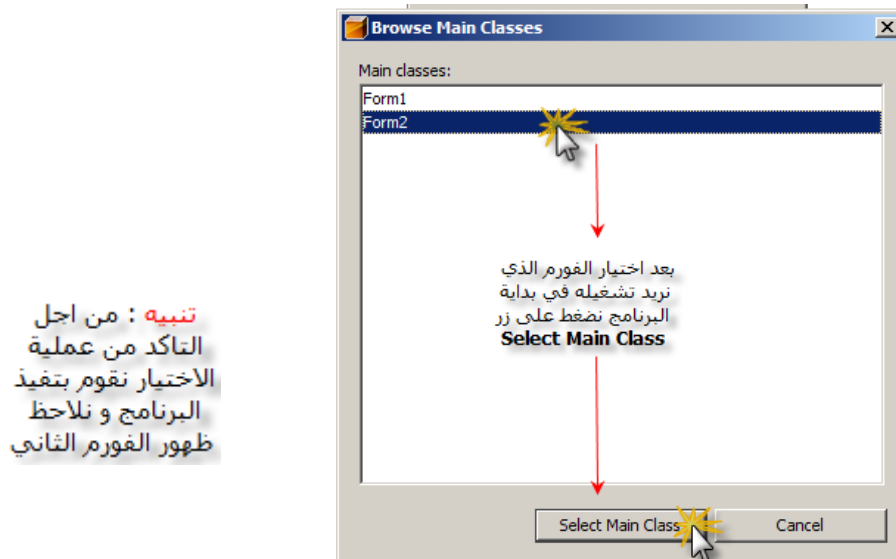 Browse Main Classes
Main classes:
Form1
Form2
بعد اختيار الفورم الذي
نريد تشغيله في بداية
البرنامج نضغط على زر
Select Main Class
تنبيه : من اجل
التاكد من عملية
الاختيار نقوم بتفيذ
البرنامج و نلاحظ
ظهور الفورم الثاني
Select Main Class
Cancel